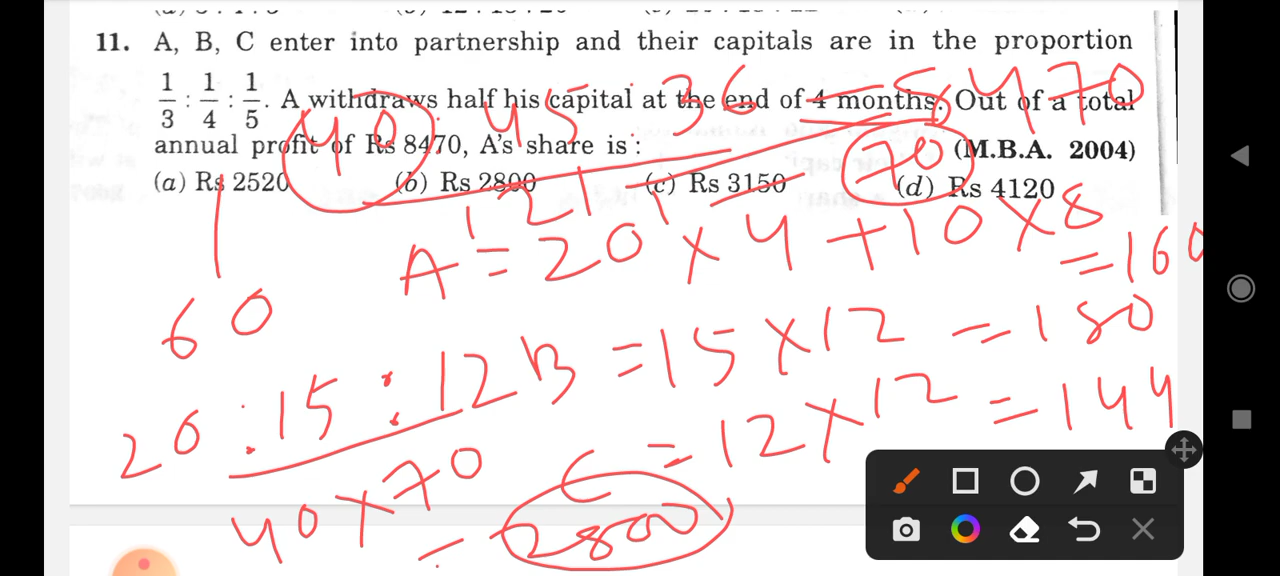 11. A, B, C enter into partnership and their capitals are in the proportion
1/3 : 1/4 : 1/5. A withdraws half his capital at the end of 4 months. Out of a total
annual profit of Rs 8470, A's share is :
(M.B.A. 2004)
(a) Rs 2520 (b) Rs 2800 (c) Rs 3150 (d) Rs 4120
40 : 45 : 36
121
70
A = 20 × 4 + 10 × 8
= 160
60
B = 15 × 12 = 180
20 : 15 : 12
C = 12 × 12 = 144
40 × 70
= 2800